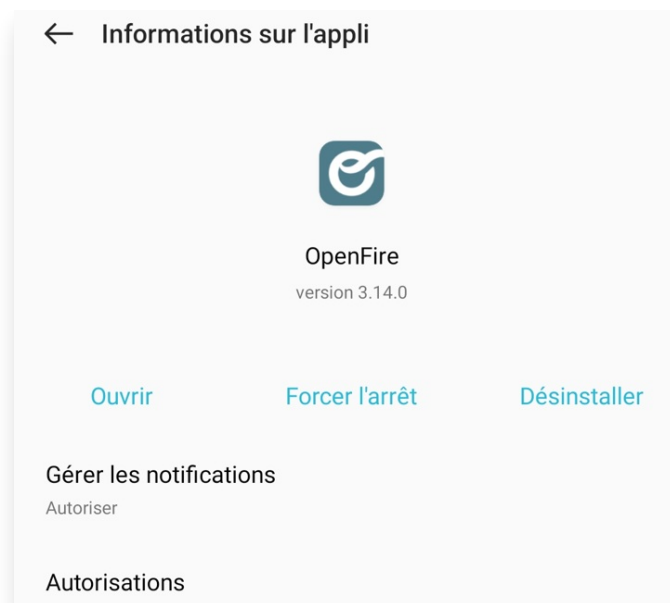 Informations sur l'appli
OpenFire
version 3.14.0
Ouvrir Forcer l'arrêt Désinstaller
Gérer les notifications
Autoriser
Autorisations